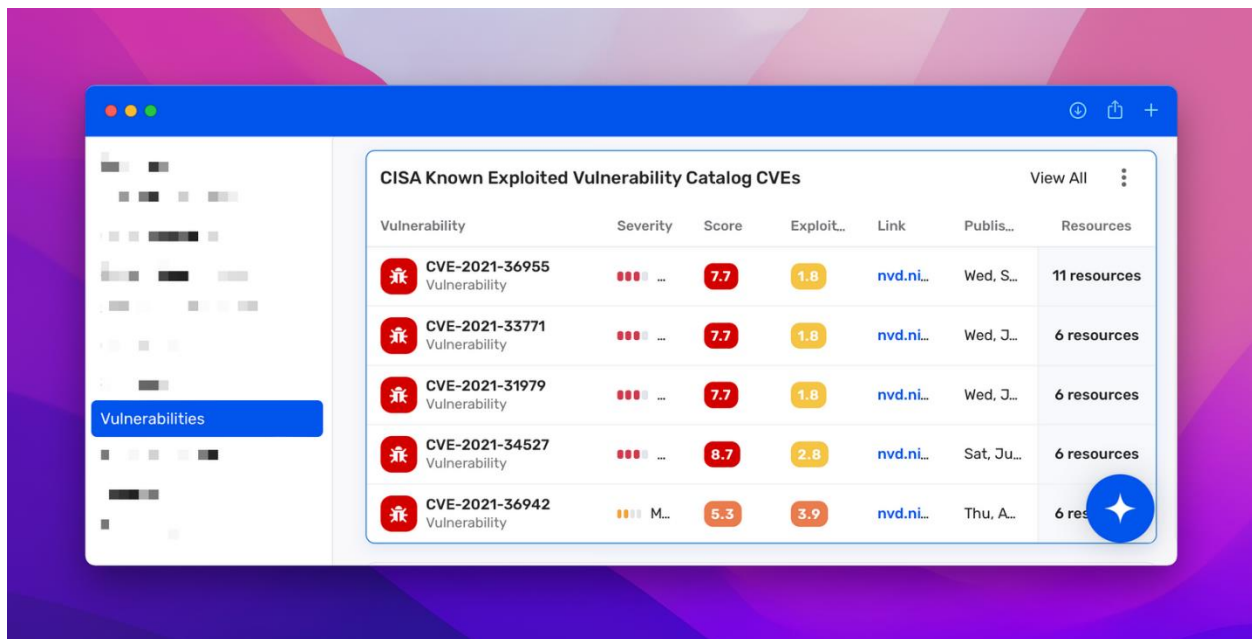 CISA Known Exploited Vulnerability Catalog CVEs View All
Vulnerability Severity Score Exploit... Link Publis... Resources
CVE-2021-36955
Vulnerability
... 7.7 1.8 nvd.ni... Wed, S... 11 resources
CVE-2021-33771
Vulnerability
... 7.7 1.8 nvd.ni... Wed, J... 6 resources
CVE-2021-31979
Vulnerability
... 7.7 1.8 nvd.ni... Wed, J... 6 resources
Vulnerabilities
CVE-2021-34527
Vulnerability
... 8.7 2.8 nvd.ni... Sat, Ju... 6 resources
CVE-2021-36942
Vulnerability
M... 5.3 3.9 nvd.ni... Thu, A... 6 res